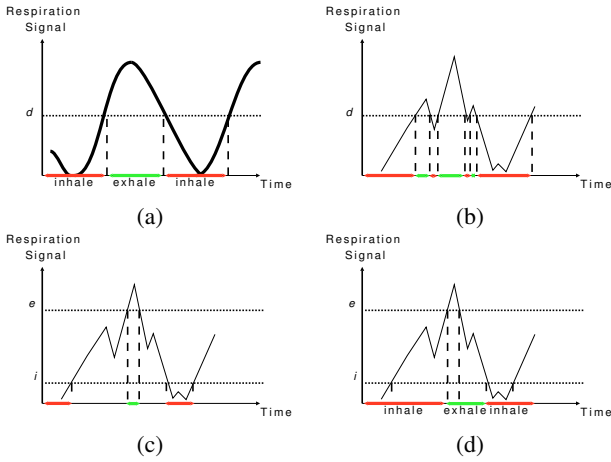 Respiration
Signal
d
inhale
exhale
inhale
Time
(a)
Respiration
Signal
d
Time
(b)
Respiration
Signal
e
i
Time
(c)
Respiration
Signal
e
i
inhale
exhale
inhale
Time
(d)